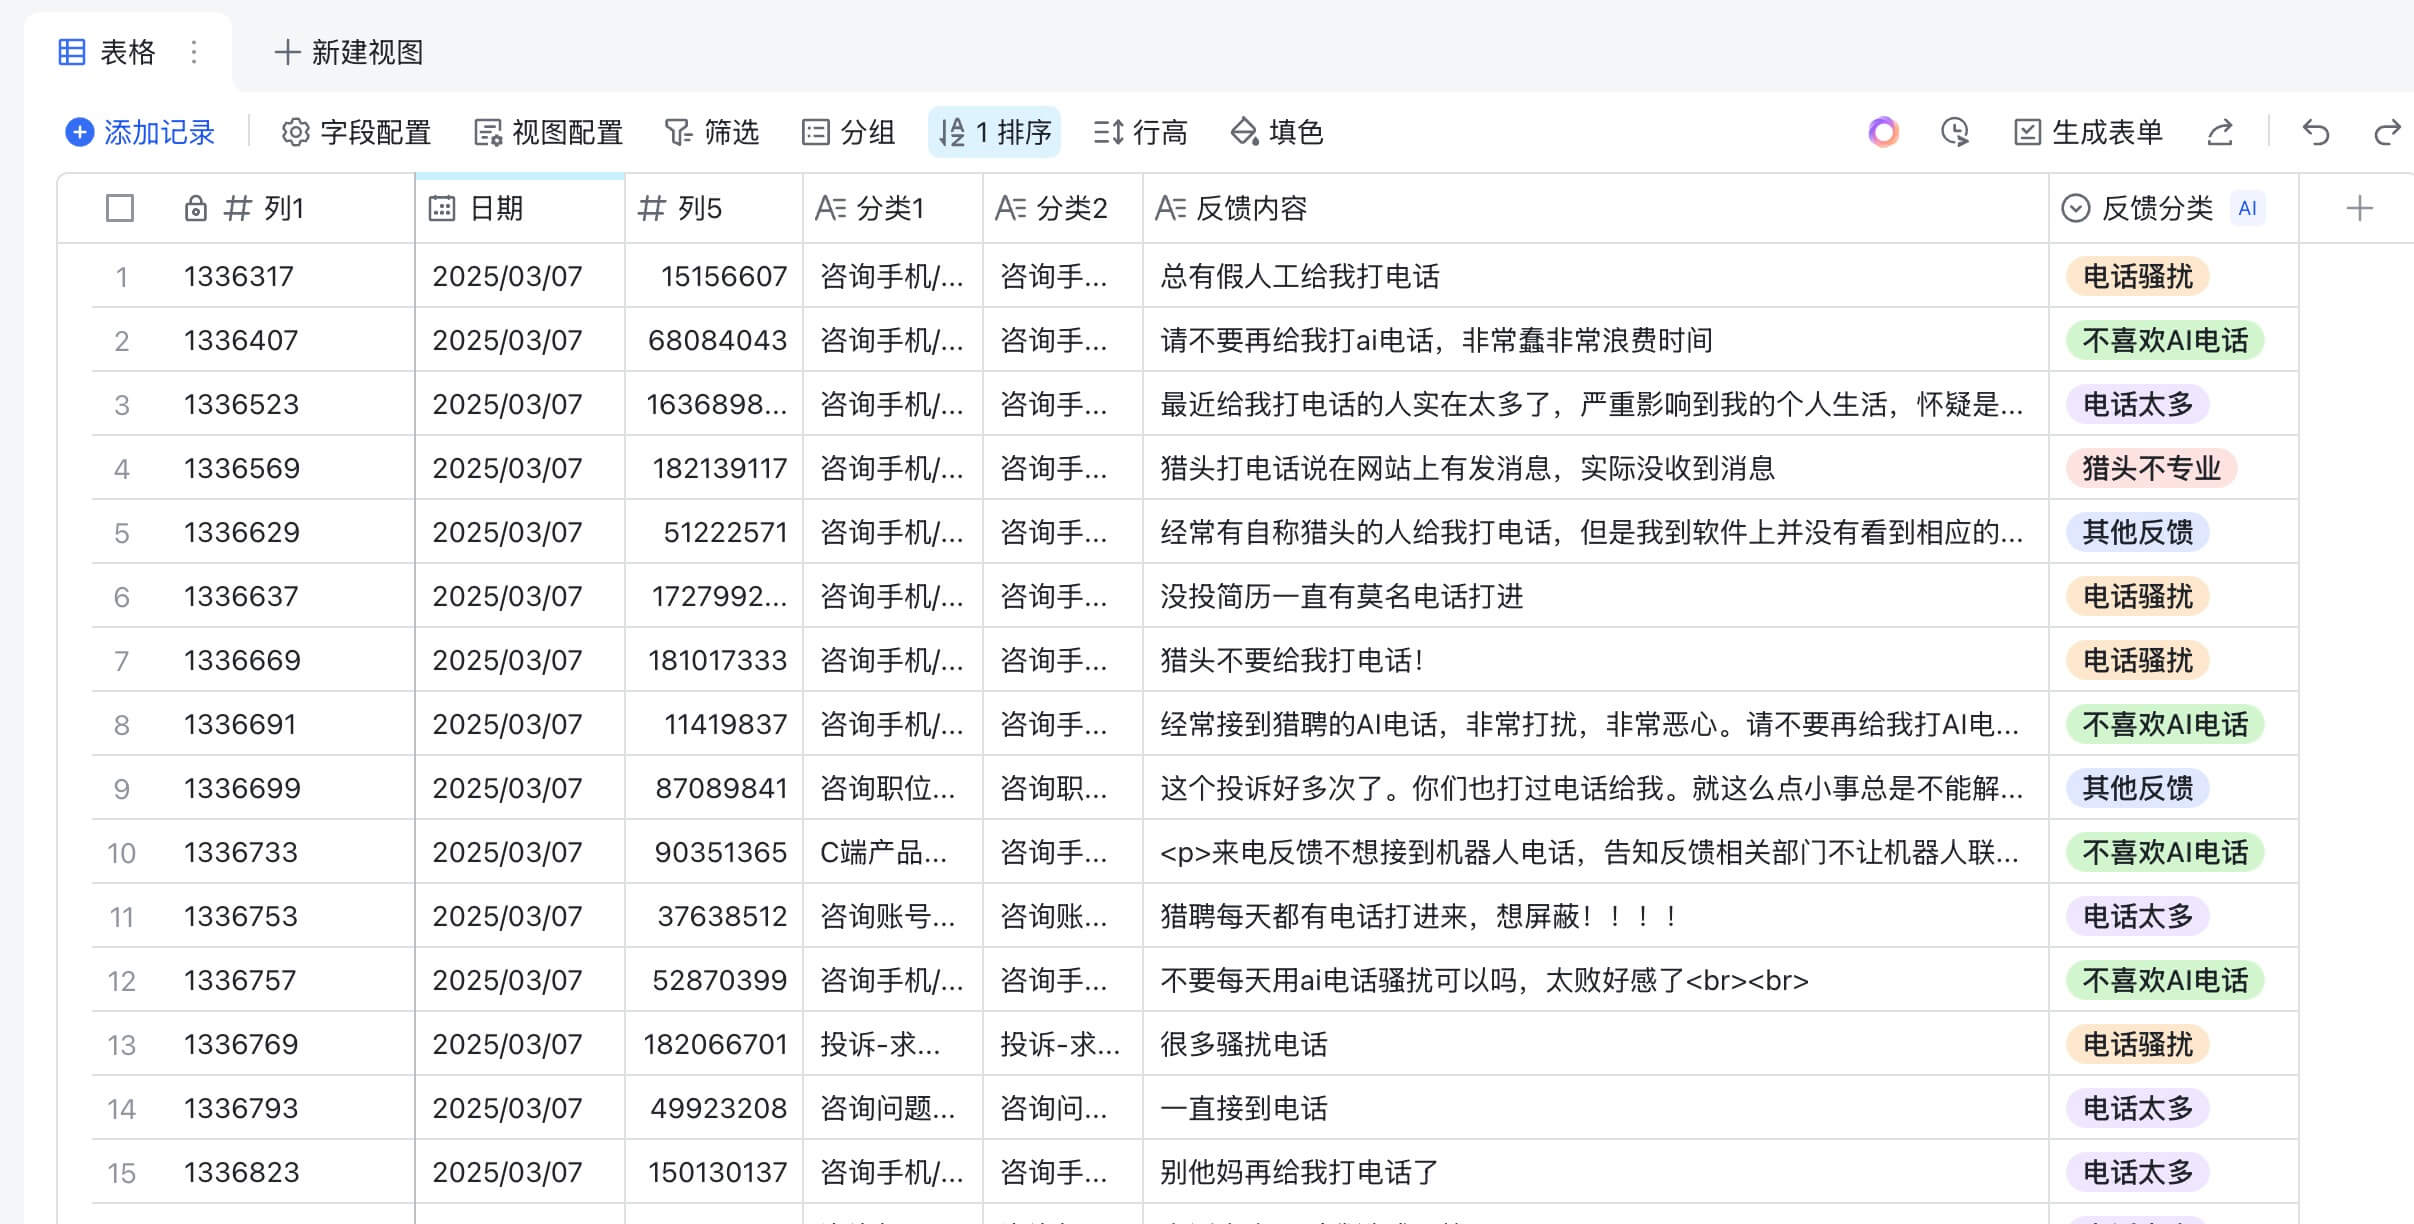 表格 新建视图
添加记录 字段配置 视图配置 筛选 分组 1 排序 行高 填色 生成表单
列1 日期 列5 分类1 分类2 反馈内容 反馈分类 AI
1 1336317 2025/03/07 15156607 咨询手机/... 咨询手... 总有假人工给我打电话 电话骚扰
2 1336407 2025/03/07 68084043 咨询手机/... 咨询手... 请不要再给我打ai电话，非常蠢非常浪费时间 不喜欢AI电话
3 1336523 2025/03/07 1636898... 咨询手机/... 咨询手... 最近给我打电话的人实在太多了，严重影响到我的个人生活，怀疑是... 电话太多
4 1336569 2025/03/07 182139117 咨询手机/... 咨询手... 猎头打电话说在网站上有发消息，实际没收到消息 猎头不专业
5 1336629 2025/03/07 51222571 咨询手机/... 咨询手... 经常有自称猎头的人给我打电话，但是我到软件上并没有看到相应的... 其他反馈
6 1336637 2025/03/07 1727992... 咨询手机/... 咨询手... 没投简历一直有莫名电话打进 电话骚扰
7 1336669 2025/03/07 181017333 咨询手机/... 咨询手... 猎头不要给我打电话！ 电话骚扰
8 1336691 2025/03/07 11419837 咨询手机/... 咨询手... 经常接到猎聘的AI电话，非常打扰，非常恶心。请不要再给我打AI电... 不喜欢AI电话
9 1336699 2025/03/07 87089841 咨询职位... 咨询职... 这个投诉好多次了。你们也打过电话给我。就这么点小事总是不能解... 其他反馈
10 1336733 2025/03/07 90351365 C端产品... 咨询手... <p>来电反馈不想接到机器人电话，告知反馈相关部门不让机器人联... 不喜欢AI电话
11 1336753 2025/03/07 37638512 咨询账号... 咨询账... 猎聘每天都有电话打进来，想屏蔽！！！！ 电话太多
12 1336757 2025/03/07 52870399 咨询手机/... 咨询手... 不要每天用ai电话骚扰可以吗，太败好感了<br><br> 不喜欢AI电话
13 1336769 2025/03/07 182066701 投诉-求... 投诉-求... 很多骚扰电话 电话骚扰
14 1336793 2025/03/07 49923208 咨询问题... 咨询问... 一直接到电话 电话太多
15 1336823 2025/03/07 150130137 咨询手机/... 咨询手... 别他妈再给我打电话了 电话太多